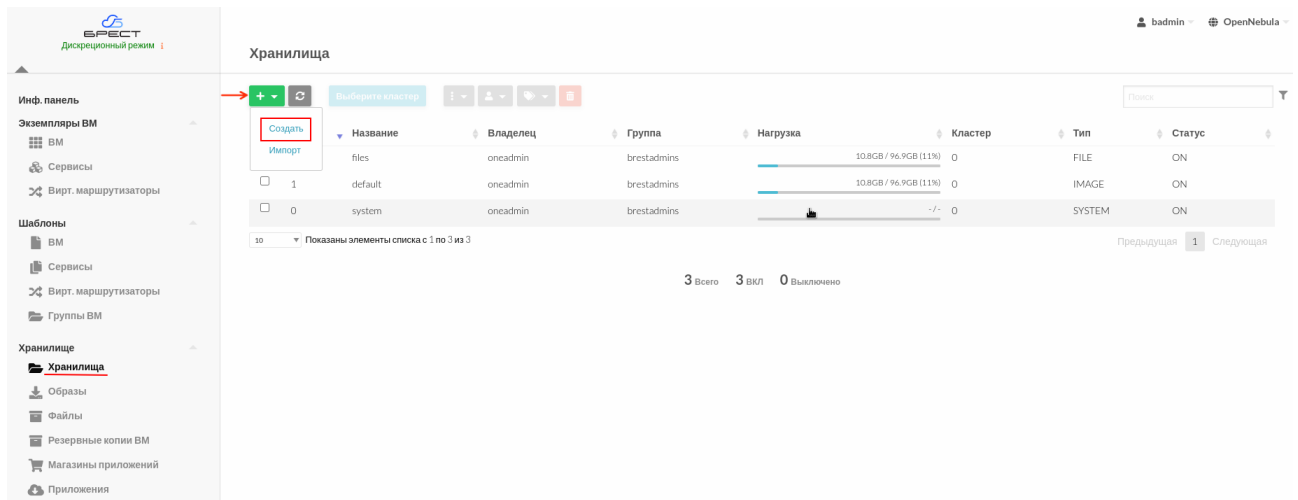 БРЕСТ
Дискреционный режим i
badmin
OpenNebula
Хранилища
Инф. панель
Экземпляры ВМ
ВМ
Сервисы
Вирт. маршрутизаторы
Шаблоны
ВМ
Сервисы
Вирт. маршрутизаторы
Группы ВМ
Хранилище
Хранилища
Образы
Файлы
Резервные копии ВМ
Магазины приложений
Приложения
+ Выберите кластер Поиск
Создать
Импорт
Название Владелец Группа Нагрузка Кластер Тип Статус
files oneadmin brestadmins 10.8GB / 96.9GB (11%) 0 FILE ON
1 default oneadmin brestadmins 10.8GB / 96.9GB (11%) 0 IMAGE ON
0 system oneadmin brestadmins - / - 0 SYSTEM ON
10 Показаны элементы списка с 1 по 3 из 3 Предыдущая 1 Следующая
3 Всего 3 ВКЛ 0 Выключено